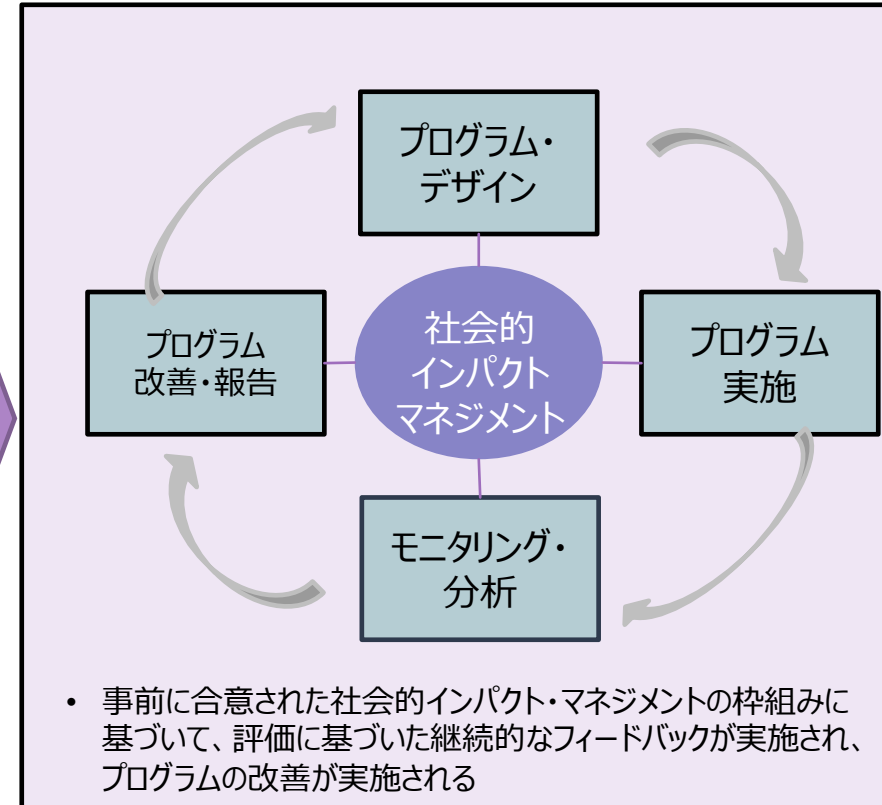 プログラム・
デザイン
社会的
インパクト
マネジメント
プログラム
改善・報告
プログラム
実施
モニタリング・
分析
• 事前に合意された社会的インパクト・マネジメントの枠組みに
基づいて、評価に基づいた継続的なフィードバックが実施され、
プログラムの改善が実施される